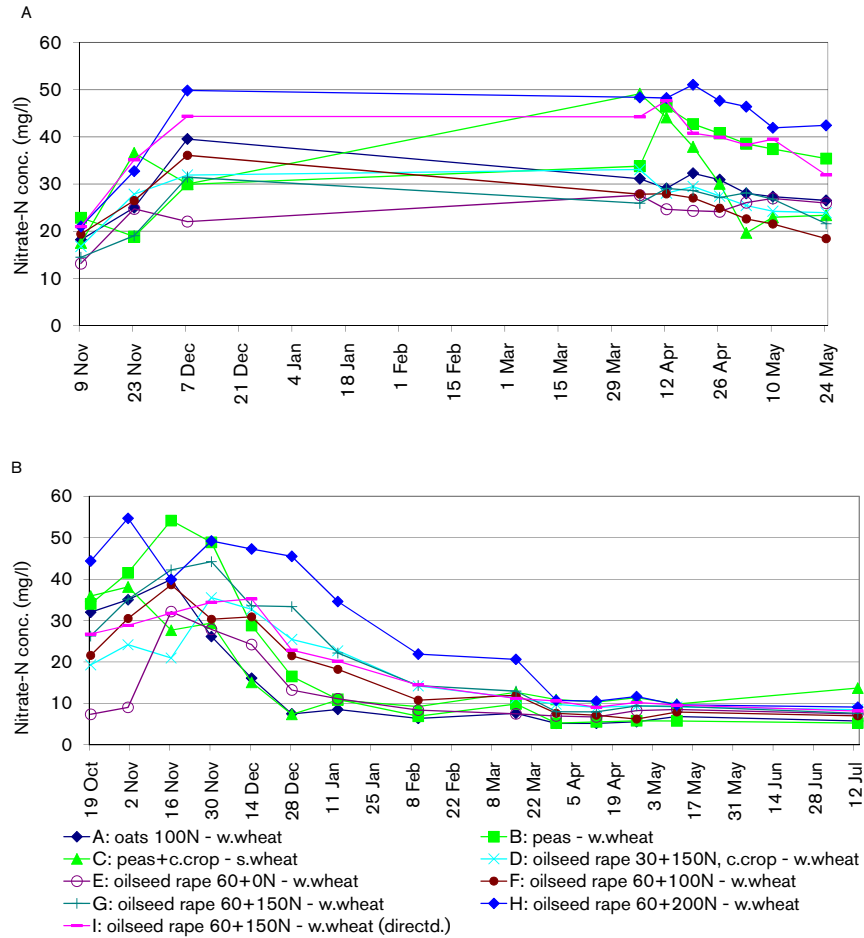 A
Nitrate-N conc. (mg/l)
60
50
40
30
20
10
0
9 Nov
23 Nov
7 Dec
21 Dec
4 Jan
18 Jan
1 Feb
15 Feb
1 Mar
15 Mar
29 Mar
12 Apr
26 Apr
10 May
24 May
B
Nitrate-N conc. (mg/l)
60
50
40
30
20
10
0
19 Oct
2 Nov
16 Nov
30 Nov
14 Dec
28 Dec
11 Jan
25 Jan
8 Feb
22 Feb
8 Mar
22 Mar
5 Apr
19 Apr
3 May
17 May
31 May
14 Jun
28 Jun
12 Jul
A: oats 100N - w.wheat
B: peas - w.wheat
C: peas+c.crop - s.wheat
D: oilseed rape 30+150N, c.crop - w.wheat
E: oilseed rape 60+0N - w.wheat
F: oilseed rape 60+100N - w.wheat
G: oilseed rape 60+150N - w.wheat
H: oilseed rape 60+200N - w.wheat
I: oilseed rape 60+150N - w.wheat (directd.)